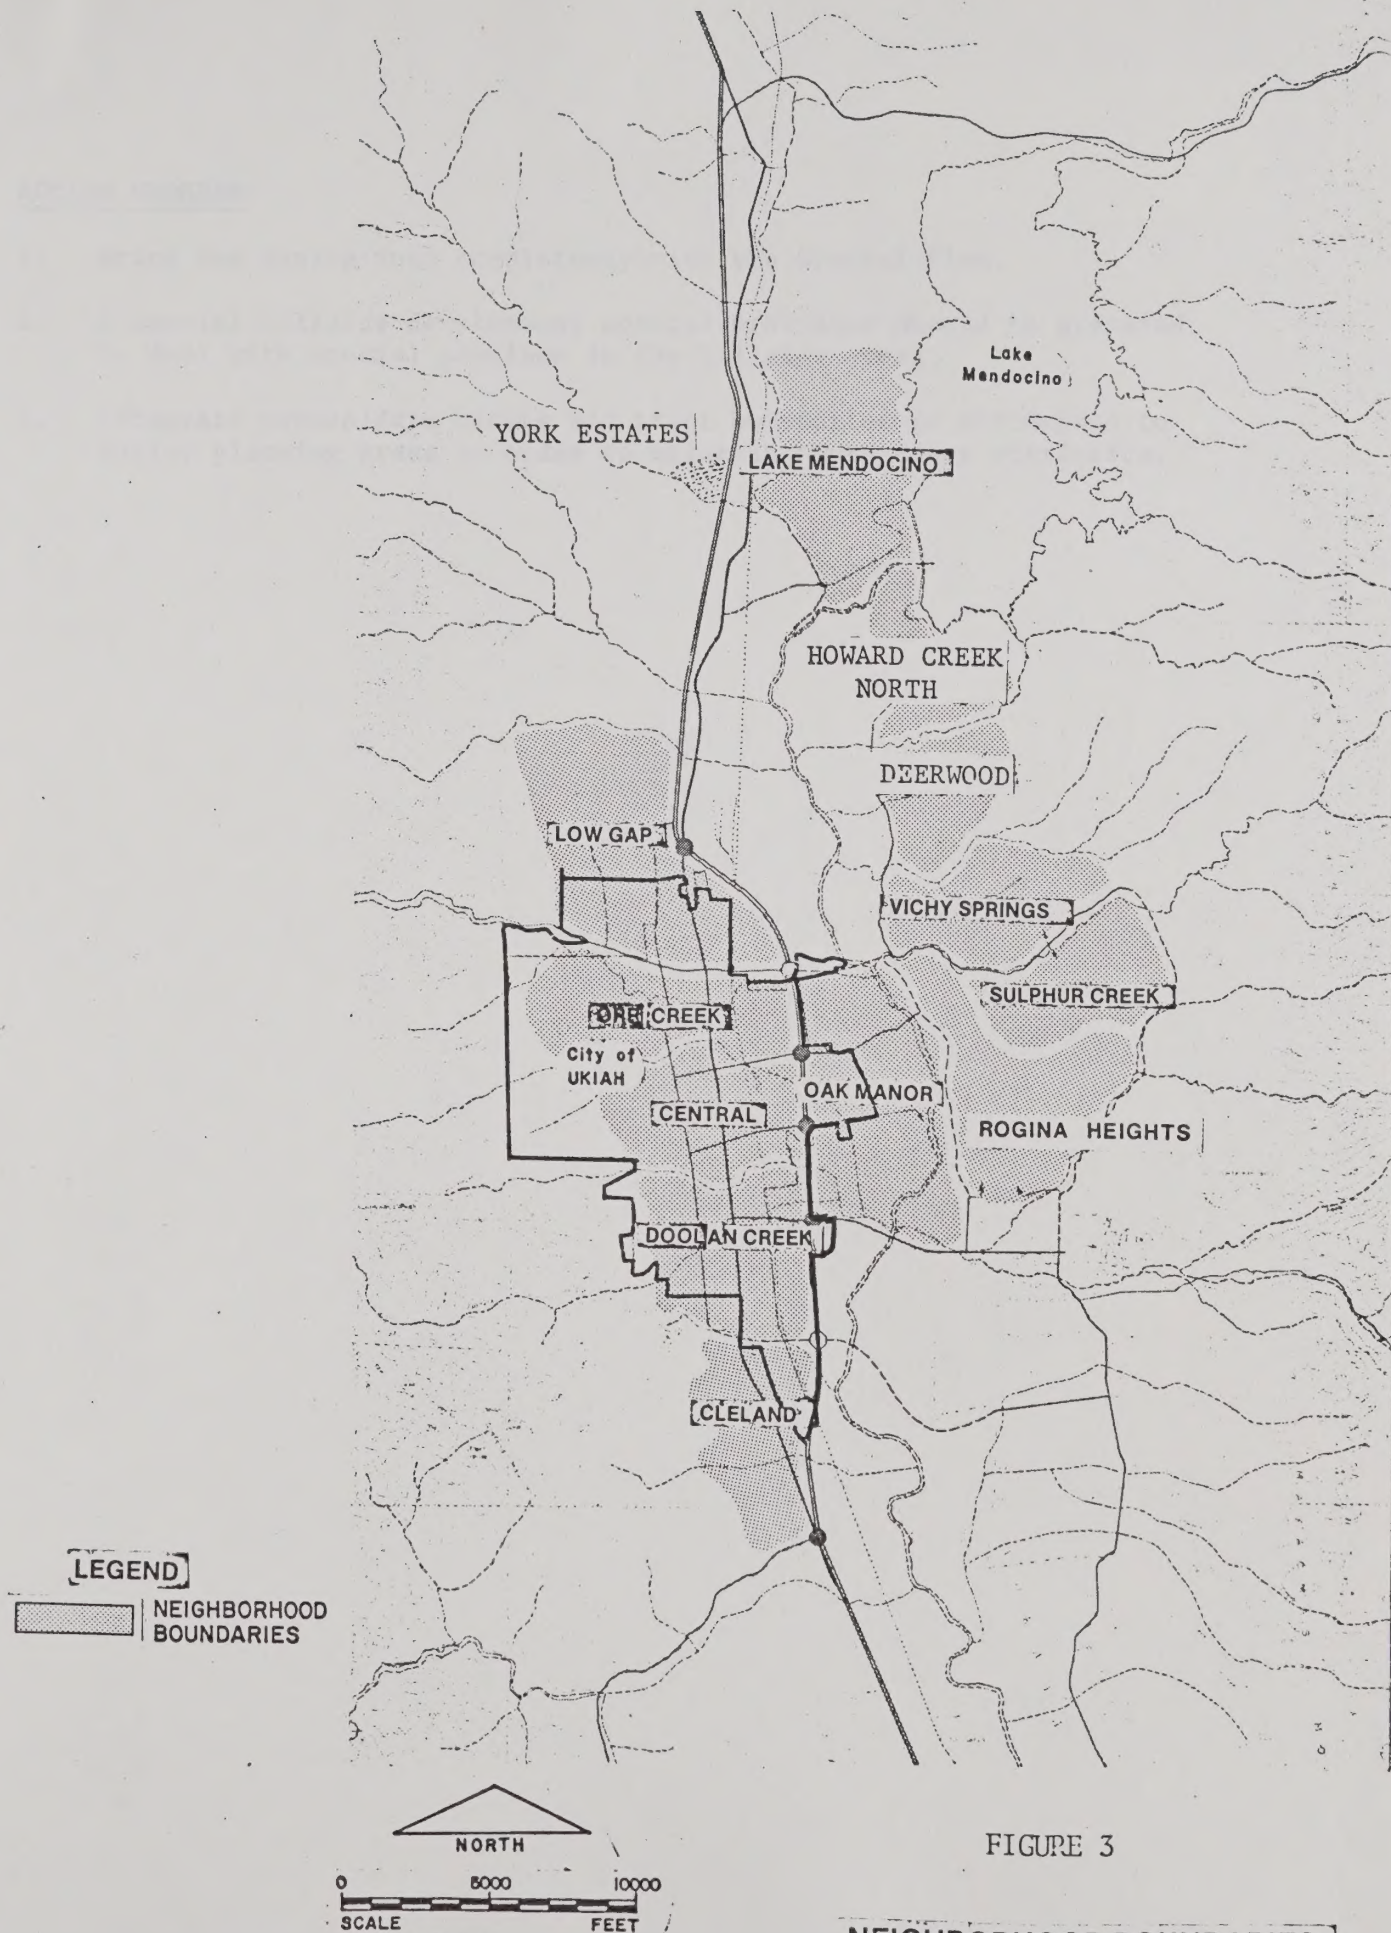 Lake
Mendocino
YORK ESTATES
LAKE MENDOCINO
HOWARD CREEK
NORTH
DEERWOOD
LOW GAP
VICHY SPRINGS
SULPHUR CREEK
CREEK
City of
UKIAH
OAK MANOR
CENTRAL
ROGINA HEIGHTS
DOOLAN CREEK
CLELAND
LEGEND
NEIGHBORHOOD
BOUNDARIES
NORTH
0 5000 10000
SCALE FEET
FIGURE 3
NEIGHBORHOOD BOUNDARIES